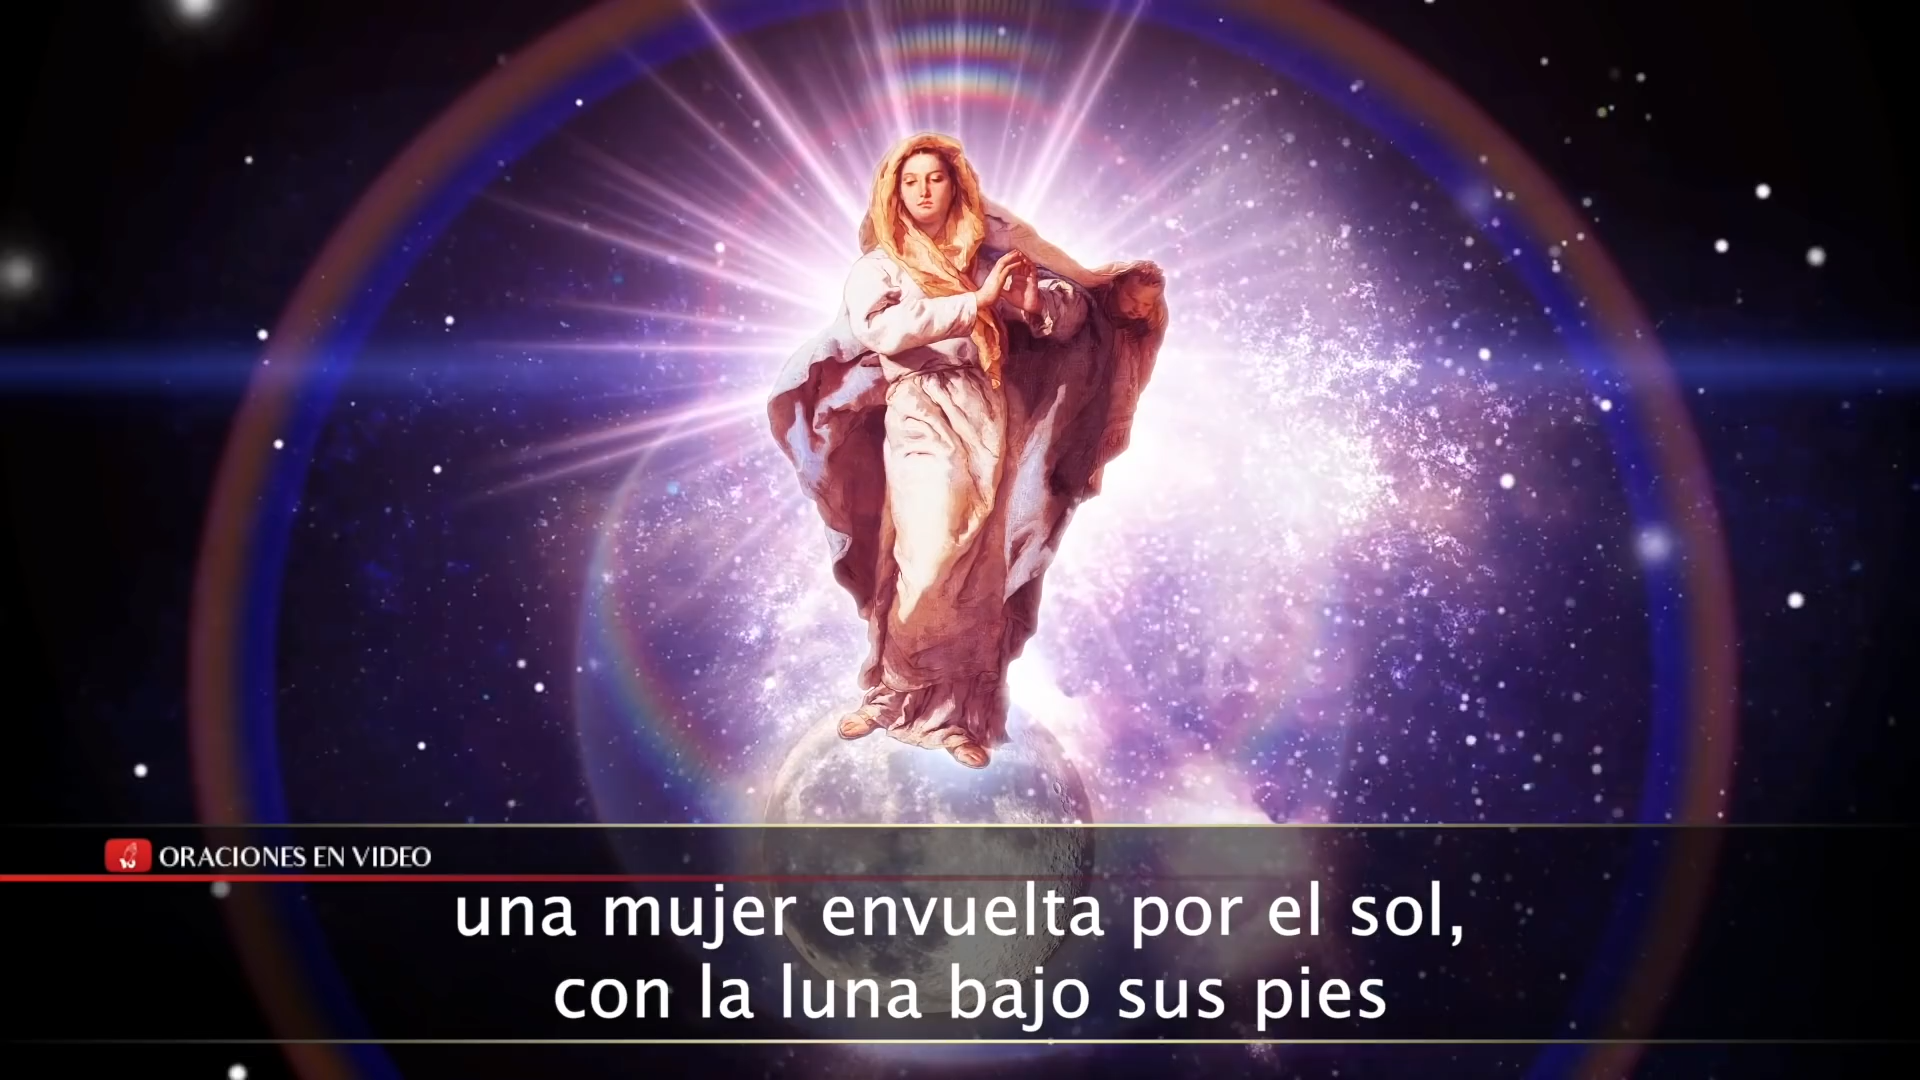 ORACIONES EN VIDEO
una mujer envuelta por el sol,
con la luna bajo sus pies